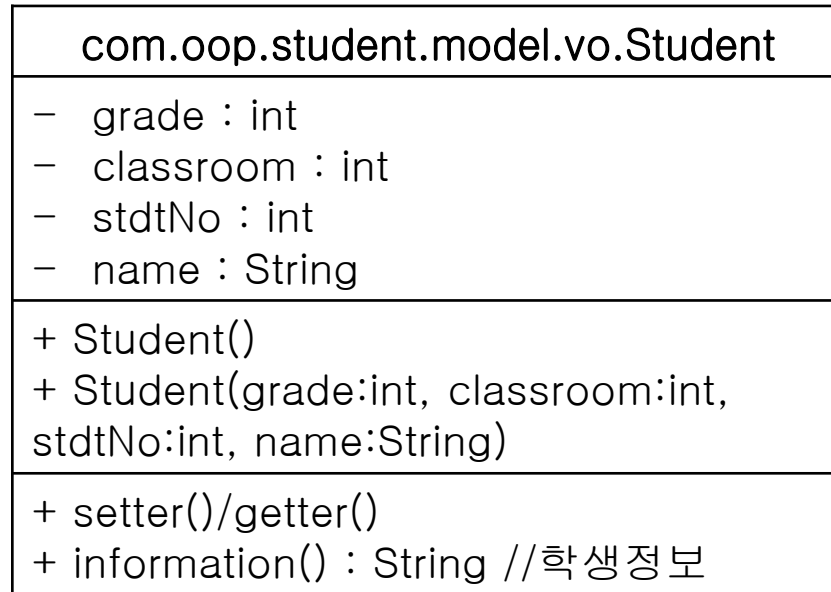 com.oop.student.model.vo.Student
- grade : int
- classroom : int
- stdtNo : int
- name : String
+ Student()
+ Student(grade:int, classroom:int,
stdtNo:int, name:String)
+ setter()/getter()
+ information() : String //학생정보